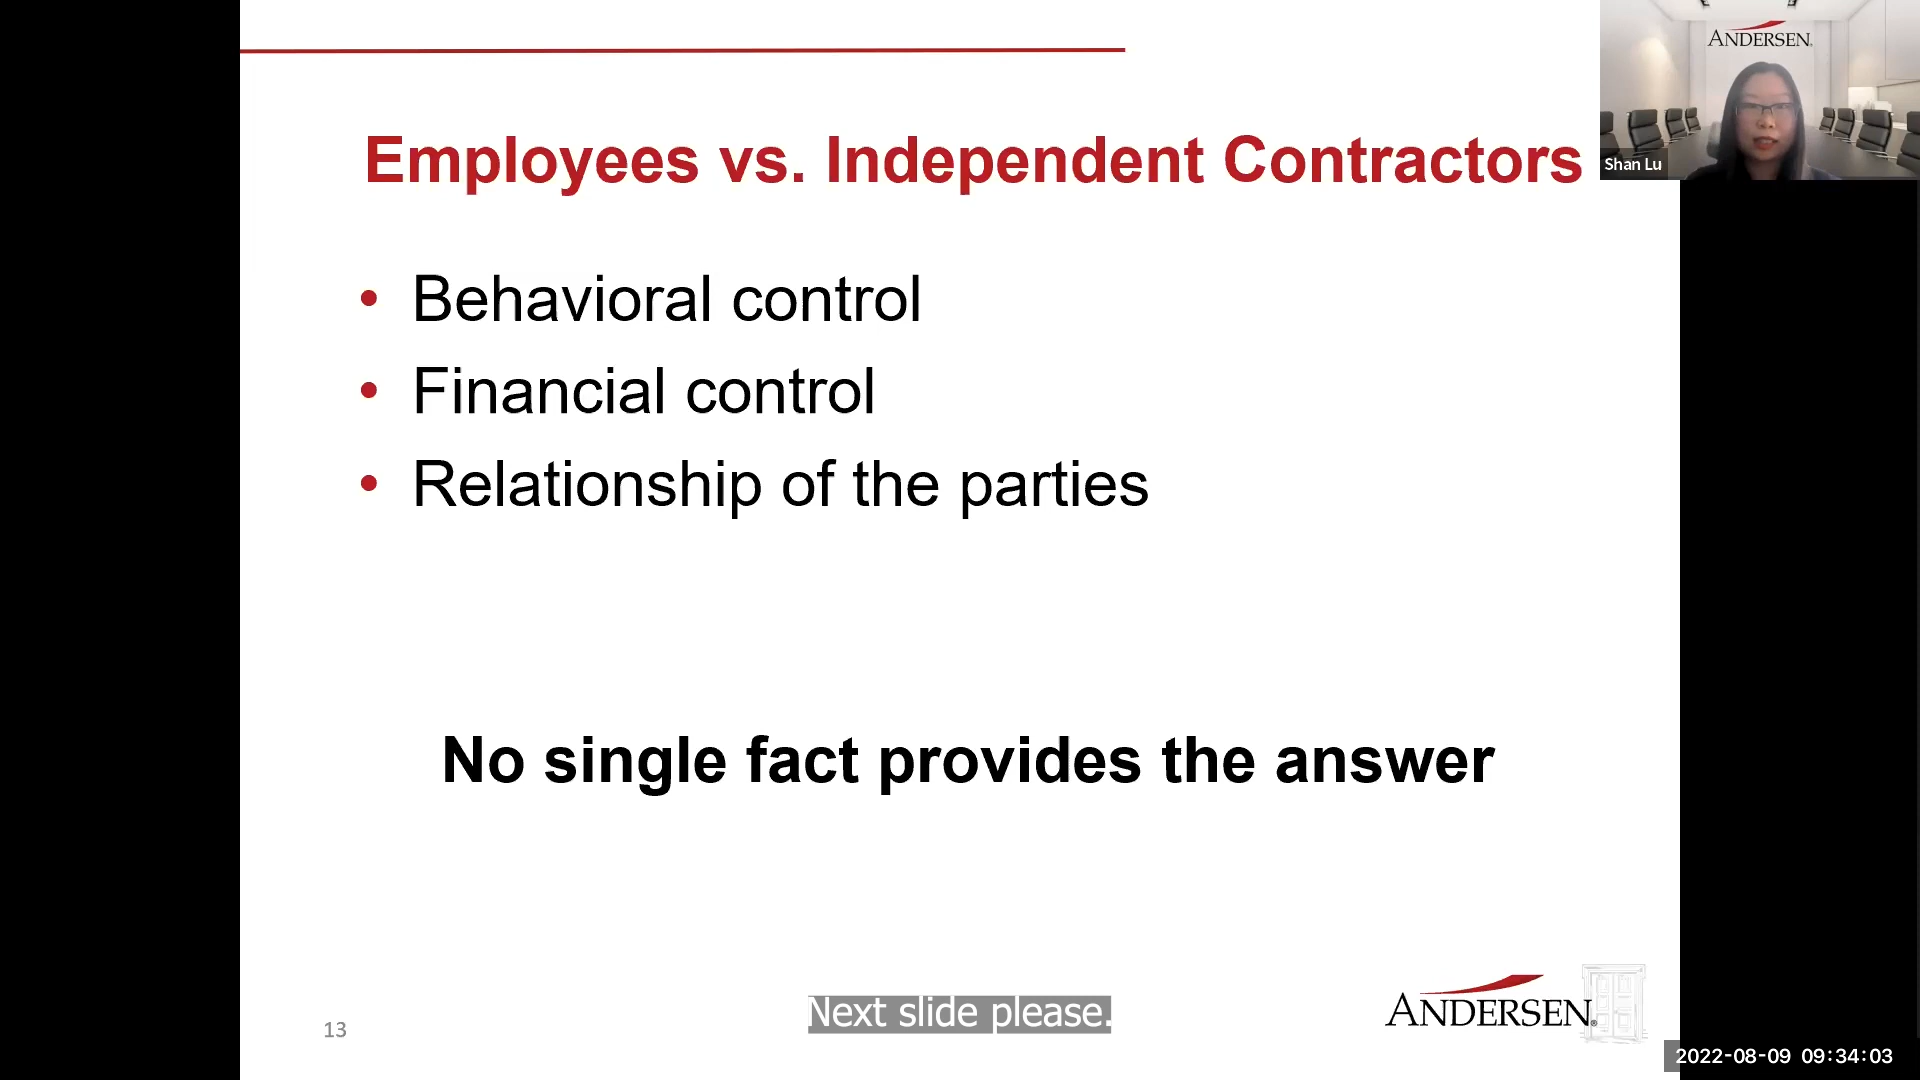 ANDERSEN
Shan Lu
Employees vs. Independent Contractors
• Behavioral control
• Financial control
• Relationship of the parties
No single fact provides the answer
13
Next slide please.
ANDERSEN®
2022-08-09 09:34:03